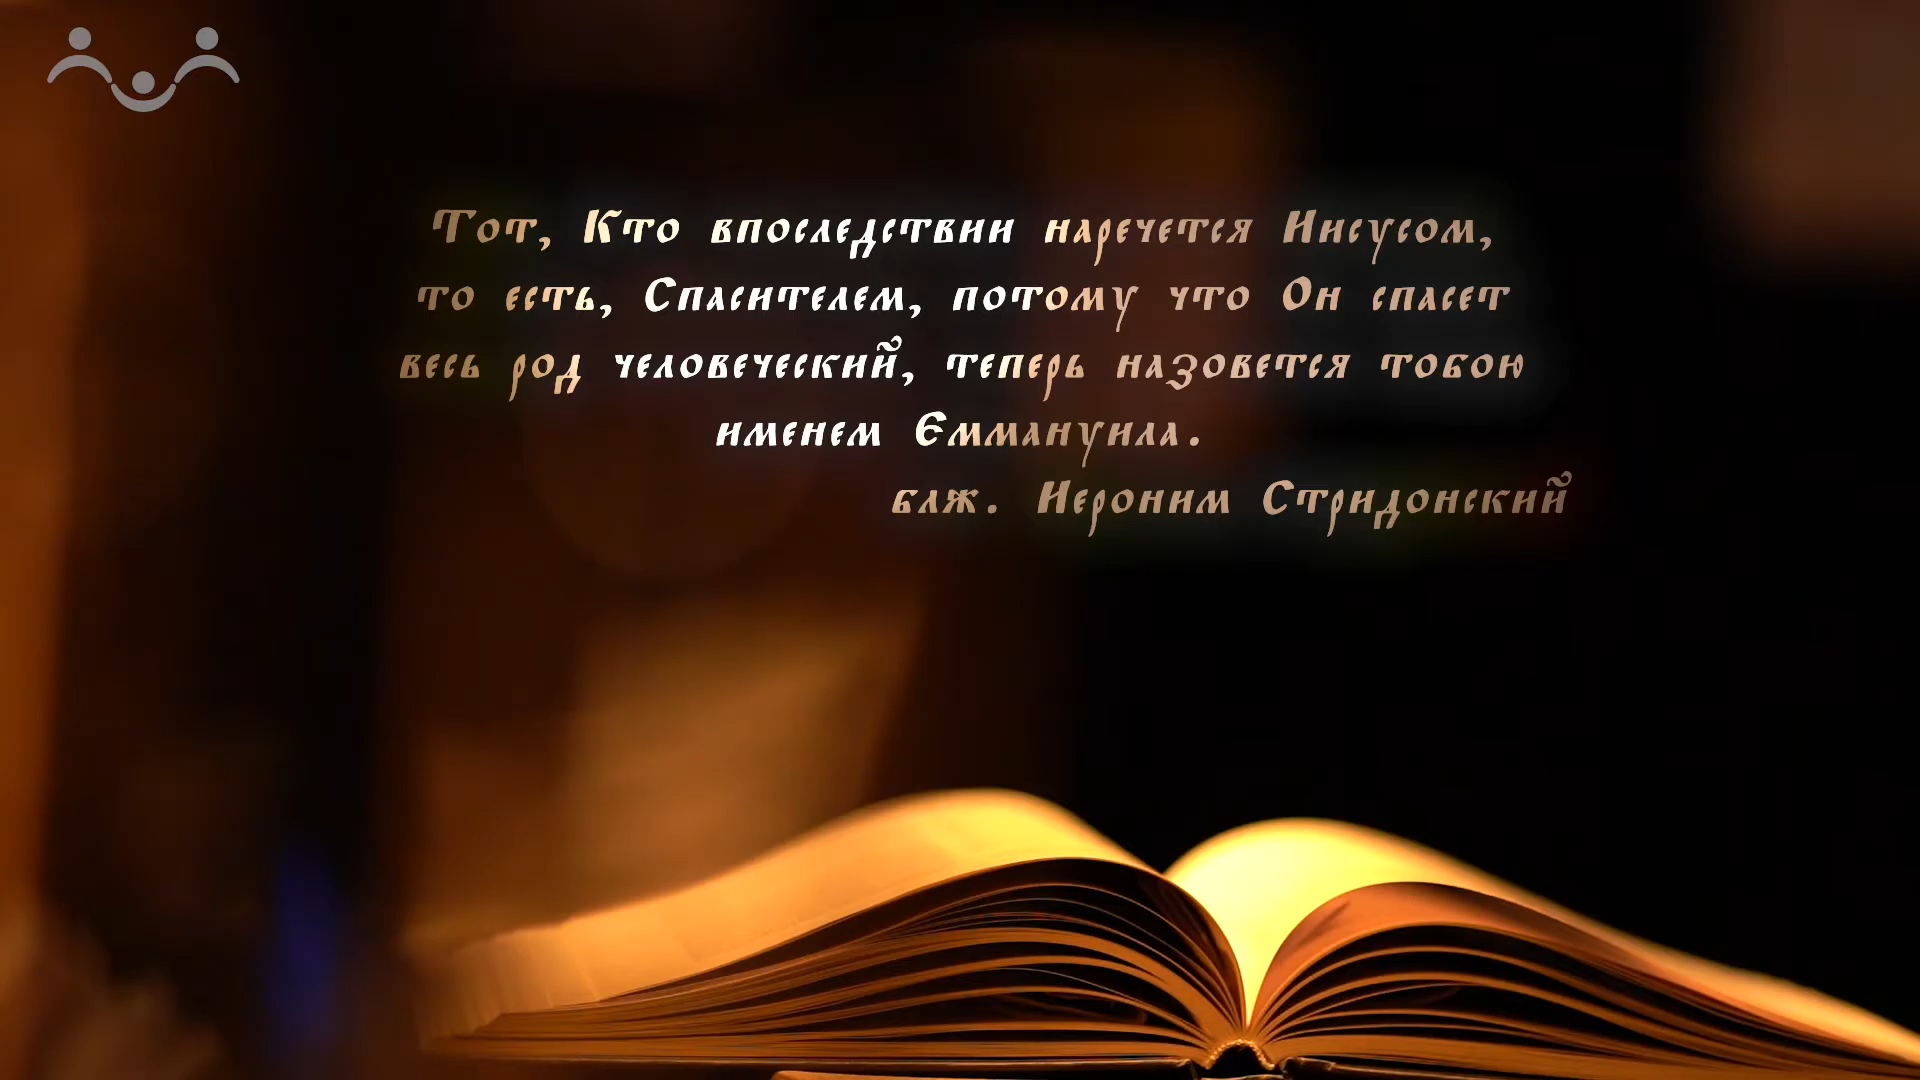 Тот, Кто впоследствии наречется Иисусом,
то есть, Спасителем, потому что Он спасет
весь род человеческий, теперь назовется тобою
именем Еммануила.
блж. Иероним Стридонский